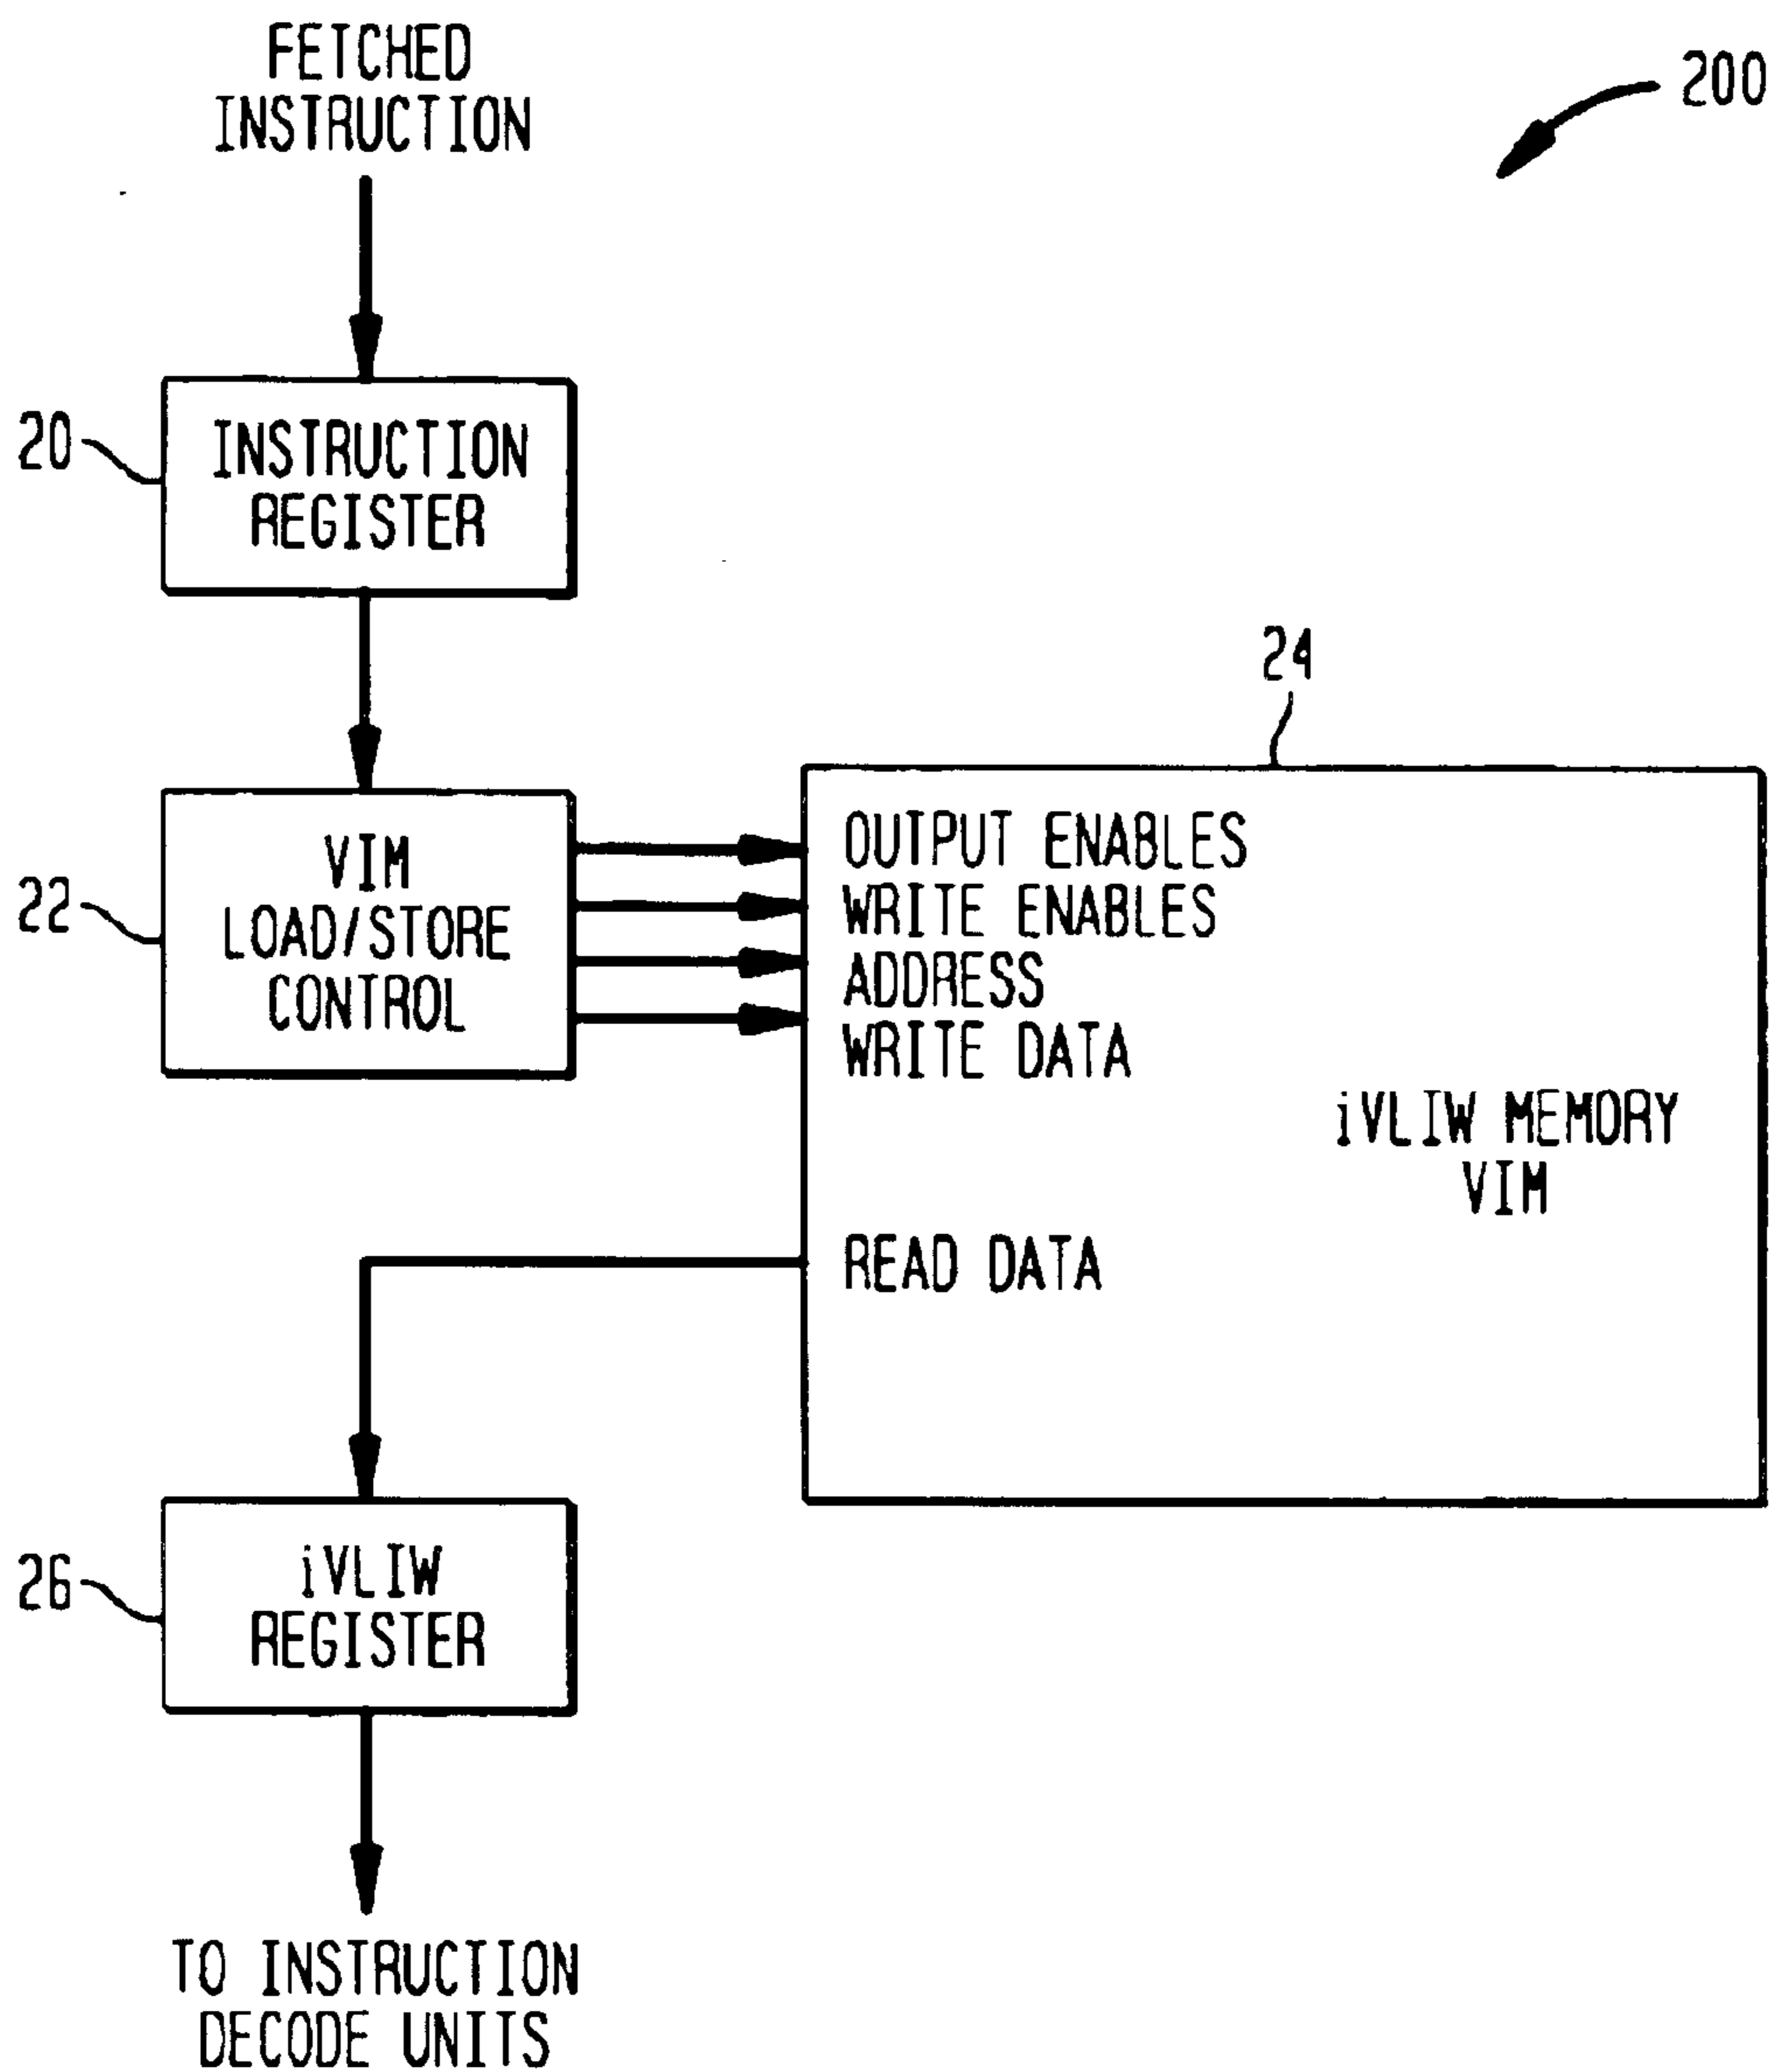 FETCHED
INSTRUCTION
200
20
INSTRUCTION
REGISTER
24
22
VIM
LOAD/STORE
CONTROL
OUTPUT ENABLES
WRITE ENABLES
ADDRESS
WRITE DATA
iVLIW MEMORY
VIM
READ DATA
26
iVLIW
REGISTER
TO INSTRUCTION
DECODE UNITS